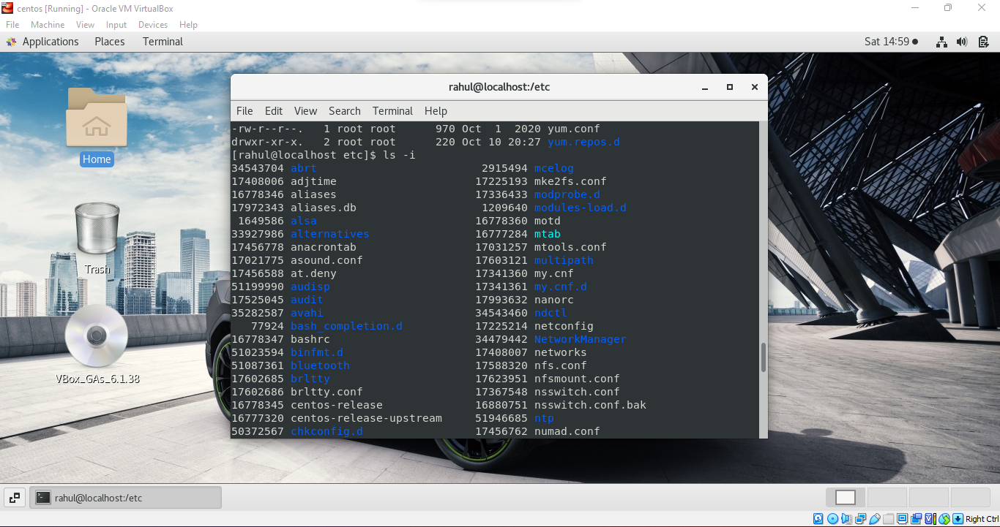 centos [Running] - Oracle VM VirtualBox
File Machine View Input Devices Help
Applications Places Terminal Sat 14:59
Home
Trash
VBox_GAs_6.1.38
rahul@localhost:/etc
File Edit View Search Terminal Help
-rw-r--r--. 1 root root 970 Oct 1 2020 yum.conf
drwxr-xr-x. 2 root root 220 Oct 10 20:27 yum.repos.d
[rahul@localhost etc]$ ls -i
34543704 abrt 2915494 mcelog
17408006 adjtime 17225193 mke2fs.conf
16778346 aliases 17336433 modprobe.d
17972343 aliases.db 1209640 modules-load.d
1649586 alsa 16778360 motd
33927986 alternatives 16777284 mtab
17456778 anacrontab 17031257 mtools.conf
17021775 asound.conf 17603121 multipath
17456588 at.deny 17341360 my.cnf
51199990 audisp 17341361 my.cnf.d
17525045 audit 17993632 nanorc
35282587 avahi 34543460 ndctl
77924 bash_completion.d 17225214 netconfig
16778347 bashrc 34479442 NetworkManager
51023594 binfmt.d 17408007 networks
51087361 bluetooth 17588320 nfs.conf
17602685 brltty 17623951 nfsmount.conf
17602686 brltty.conf 17367548 nsswitch.conf
16778345 centos-release 16880751 nsswitch.conf.bak
16777320 centos-release-upstream 51946685 ntp
50372567 chkconfig.d 17456762 numad.conf
rahul@localhost:/etc
Right Ctrl